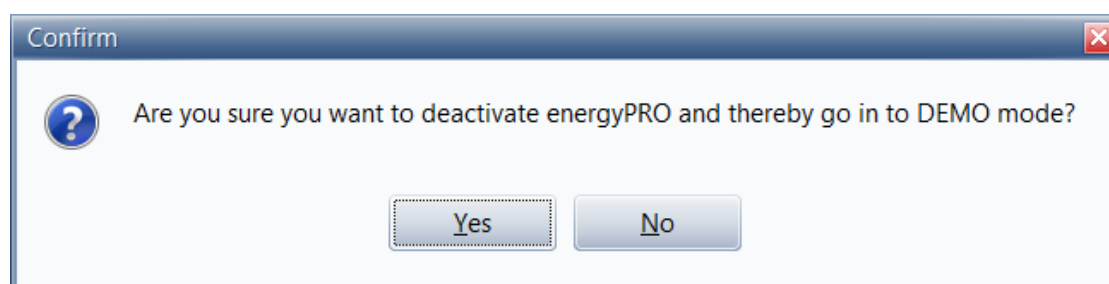 Confirm
Are you sure you want to deactivate energyPRO and thereby go in to DEMO mode?
Yes
No